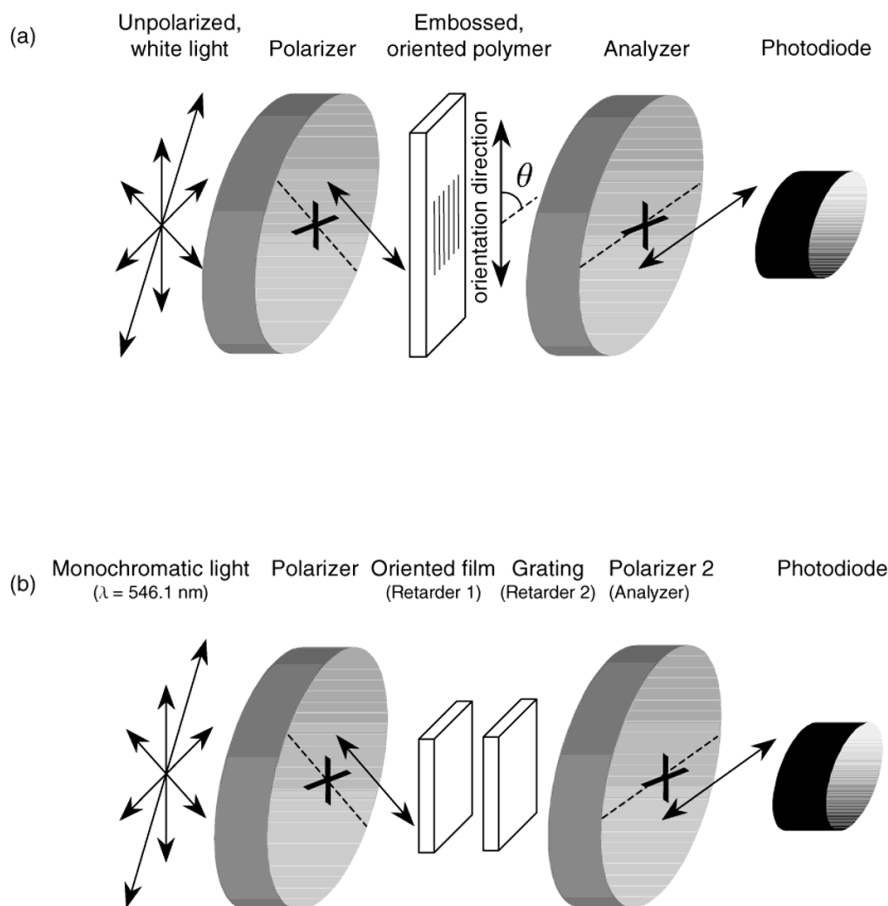 (a)
Unpolarized,
white light
Polarizer
Embossed,
oriented polymer
Analyzer
Photodiode
orientation direction
θ
(b)
Monochromatic light
(λ = 546.1 nm)
Polarizer
Oriented film
(Retarder 1)
Grating
(Retarder 2)
Polarizer 2
(Analyzer)
Photodiode